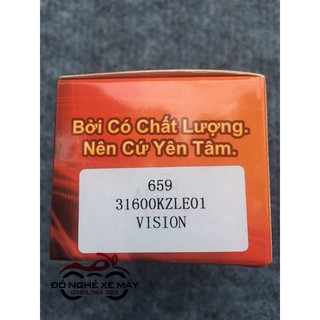 Bởi Có Chất Lượng.
Nên Cứ Yên Tâm.
659
31600KZLE01
VISION
ĐỒ NGHỀ XE MÁY